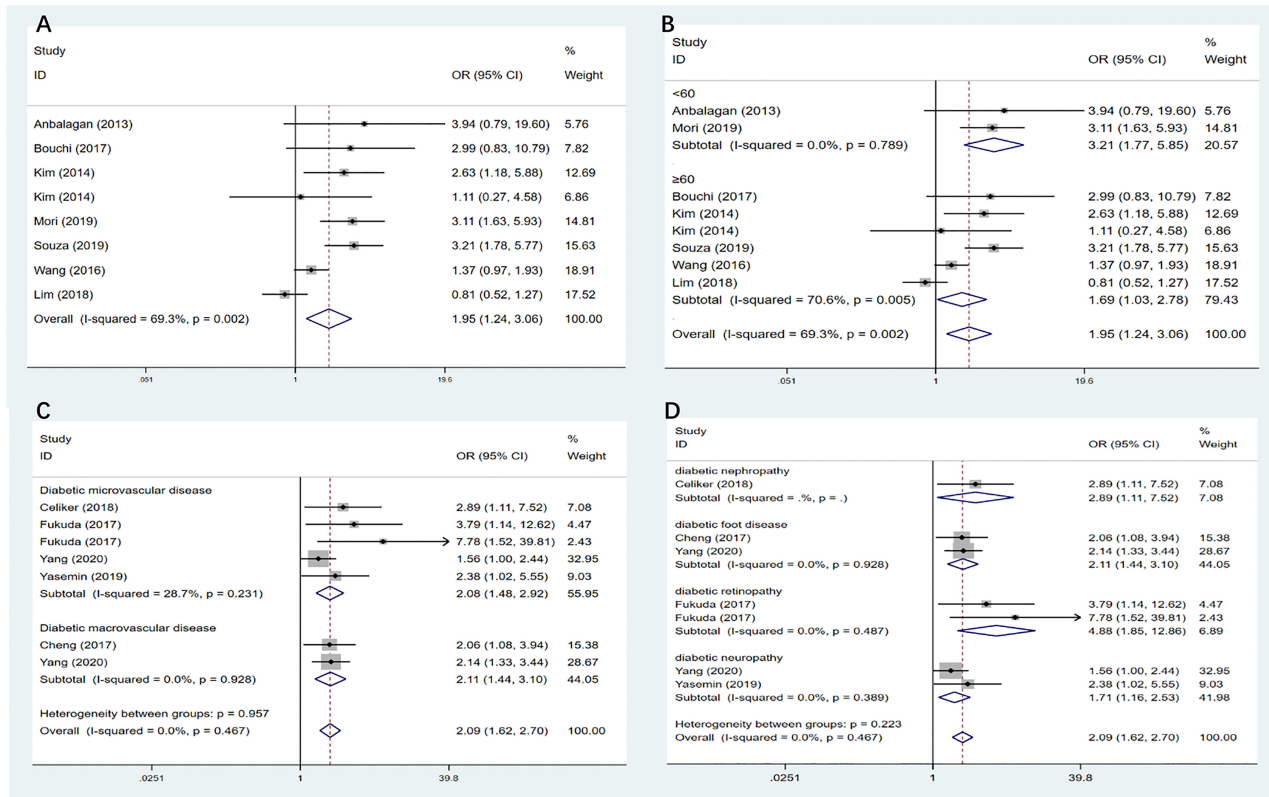 A
Study %
ID OR (95% CI) Weight
Anbalagan (2013) 3.94 (0.79, 19.60) 5.76
Bouchi (2017) 2.99 (0.83, 10.79) 7.82
Kim (2014) 2.63 (1.18, 5.88) 12.69
Kim (2014) 1.11 (0.27, 4.58) 6.86
Mori (2019) 3.11 (1.63, 5.93) 14.81
Souza (2019) 3.21 (1.78, 5.77) 15.63
Wang (2016) 1.37 (0.97, 1.93) 18.91
Lim (2018) 0.81 (0.52, 1.27) 17.52
Overall (I-squared = 69.3%, p = 0.002) 1.95 (1.24, 3.06) 100.00
.051 1 19.6
B
Study %
ID OR (95% CI) Weight
<60
Anbalagan (2013) 3.94 (0.79, 19.60) 5.76
Mori (2019) 3.11 (1.63, 5.93) 14.81
Subtotal (I-squared = 0.0%, p = 0.789) 3.21 (1.77, 5.85) 20.57
.
≥60
Bouchi (2017) 2.99 (0.83, 10.79) 7.82
Kim (2014) 2.63 (1.18, 5.88) 12.69
Kim (2014) 1.11 (0.27, 4.58) 6.86
Souza (2019) 3.21 (1.78, 5.77) 15.63
Wang (2016) 1.37 (0.97, 1.93) 18.91
Lim (2018) 0.81 (0.52, 1.27) 17.52
Subtotal (I-squared = 70.6%, p = 0.005) 1.69 (1.03, 2.78) 79.43
.
Overall (I-squared = 69.3%, p = 0.002) 1.95 (1.24, 3.06) 100.00
.051 1 19.6
C
Study %
ID OR (95% CI) Weight
Diabetic microvascular disease
Celiker (2018) 2.89 (1.11, 7.52) 7.08
Fukuda (2017) 3.79 (1.14, 12.62) 4.47
Fukuda (2017) 7.78 (1.52, 39.81) 2.43
Yang (2020) 1.56 (1.00, 2.44) 32.95
Yasemin (2019) 2.38 (1.02, 5.55) 9.03
Subtotal (I-squared = 28.7%, p = 0.231) 2.08 (1.48, 2.92) 55.95
Diabetic macrovascular disease
Cheng (2017) 2.06 (1.08, 3.94) 15.38
Yang (2020) 2.14 (1.33, 3.44) 28.67
Subtotal (I-squared = 0.0%, p = 0.928) 2.11 (1.44, 3.10) 44.05
Heterogeneity between groups: p = 0.957
Overall (I-squared = 0.0%, p = 0.467) 2.09 (1.62, 2.70) 100.00
.0251 1 39.8
D
Study %
ID OR (95% CI) Weight
diabetic nephropathy
Celiker (2018) 2.89 (1.11, 7.52) 7.08
Subtotal (I-squared = .%, p = .) 2.89 (1.11, 7.52) 7.08
diabetic foot disease
Cheng (2017) 2.06 (1.08, 3.94) 15.38
Yang (2020) 2.14 (1.33, 3.44) 28.67
Subtotal (I-squared = 0.0%, p = 0.928) 2.11 (1.44, 3.10) 44.05
diabetic retinopathy
Fukuda (2017) 3.79 (1.14, 12.62) 4.47
Fukuda (2017) 7.78 (1.52, 39.81) 2.43
Subtotal (I-squared = 0.0%, p = 0.487) 4.88 (1.85, 12.86) 6.89
diabetic neuropathy
Yang (2020) 1.56 (1.00, 2.44) 32.95
Yasemin (2019) 2.38 (1.02, 5.55) 9.03
Subtotal (I-squared = 0.0%, p = 0.389) 1.71 (1.16, 2.53) 41.98
Heterogeneity between groups: p = 0.223
Overall (I-squared = 0.0%, p = 0.467) 2.09 (1.62, 2.70) 100.00
.0251 1 39.8